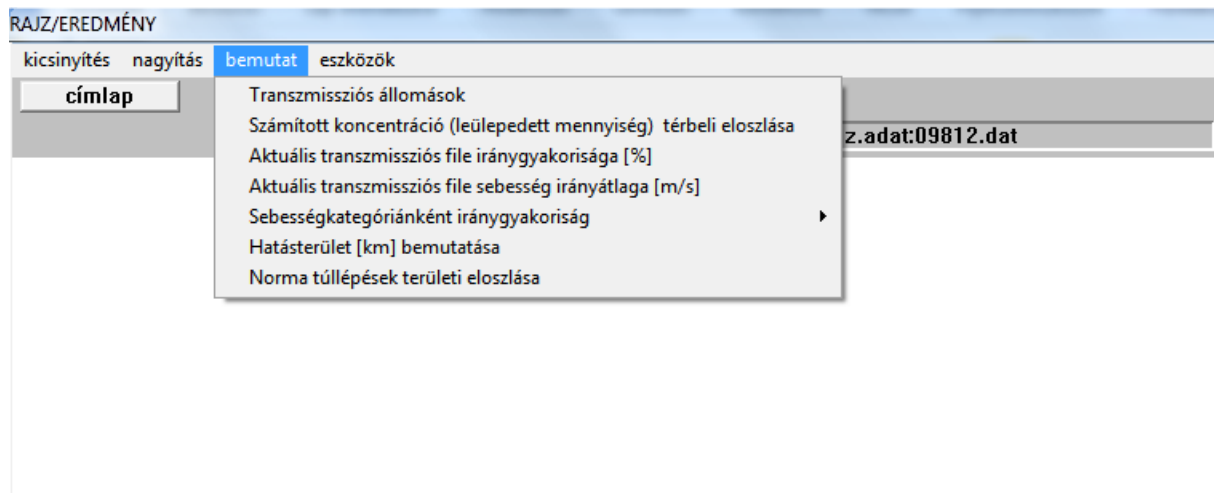 RAJZ/EREDMÉNY
kicsinyítés nagyítás bemutat eszközök
címlap
Transzmissziós állomások
Számított koncentráció (leülepedett mennyiség) térbeli eloszlása
z.adat:09812.dat
Aktuális transzmissziós file iránygyakorisága [%]
Aktuális transzmissziós file sebesség irányátlaga [m/s]
Sebességkategóriánként iránygyakoriság
Hatásterület [km] bemutatása
Norma túllépések területi eloszlása